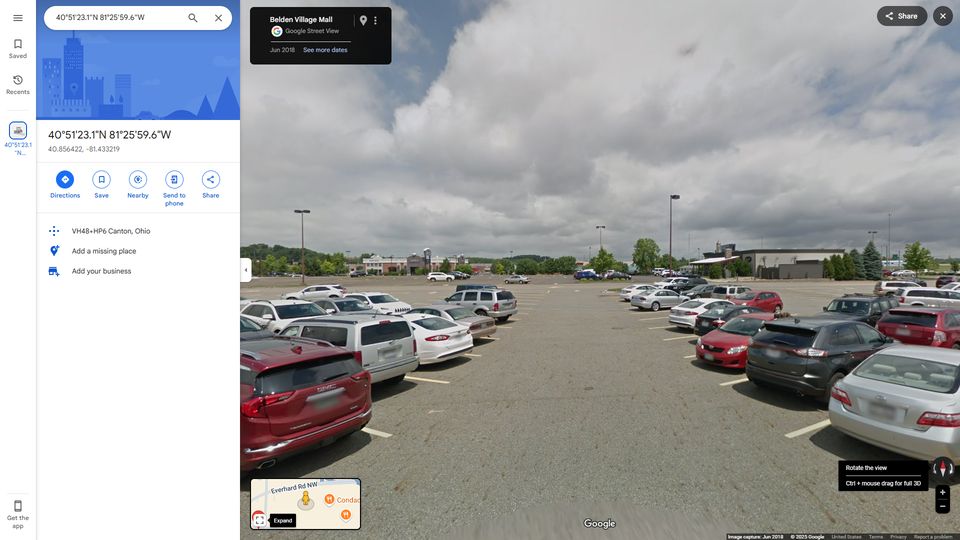 40°51'23.1"N 81°25'59.6"W
Saved
Recents
40°51'23.1
"N...
40°51'23.1"N 81°25'59.6"W
40.856422, -81.433219
Directions
Save
Nearby
Send to
phone
Share
VH48+HP6 Canton, Ohio
Add a missing place
Add your business
Get the
app
Belden Village Mall
Google Street View
Jun 2018
See more dates
Share
Everhard Rd NW
Condad
Expand
Google
Rotate the view
Ctrl + mouse drag for full 3D
Image capture: Jun 2018 © 2025 Google United States Terms Privacy Report a problem